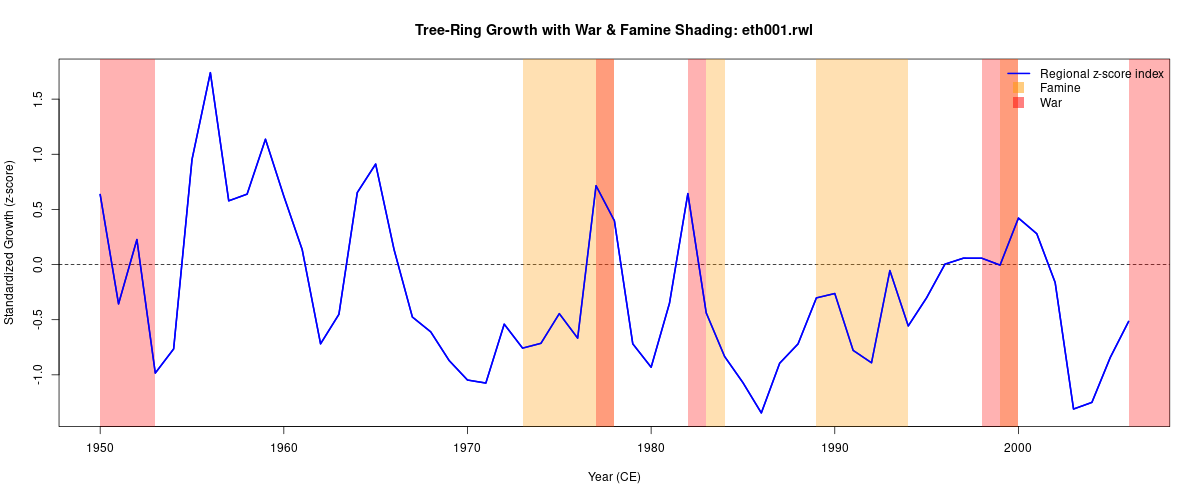 Tree-Ring Growth with War & Famine Shading: eth001.rwl
Regional z-score index
Famine
War
Standardized Growth (z-score)
1.5
1.0
0.5
0.0
-0.5
-1.0
1950 1960 1970 1980 1990 2000
Year (CE)